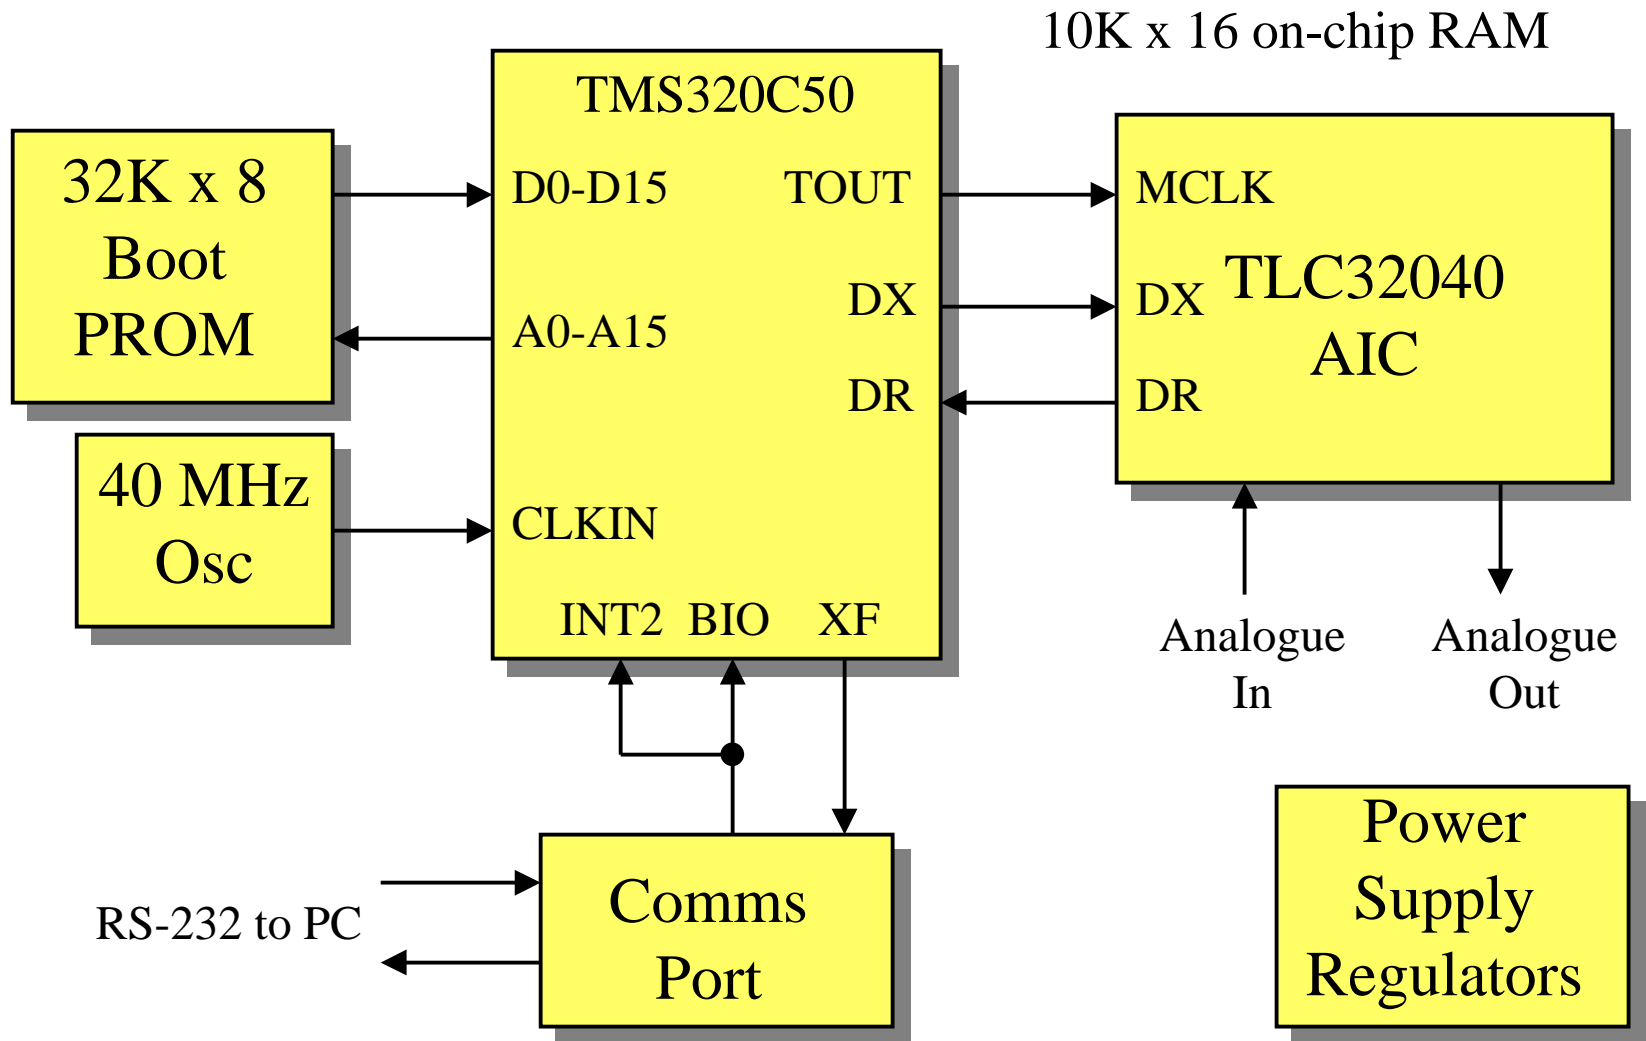 10K x 16 on-chip RAM
TMS320C50
32K x 8
Boot
PROM
D0-D15
TOUT
MCLK
TLC32040
AIC
DX
DX
A0-A15
DR
DR
40 MHz
Osc
CLKIN
INT2 BIO XF
Analogue
In
Analogue
Out
RS-232 to PC
Comms
Port
Power
Supply
Regulators